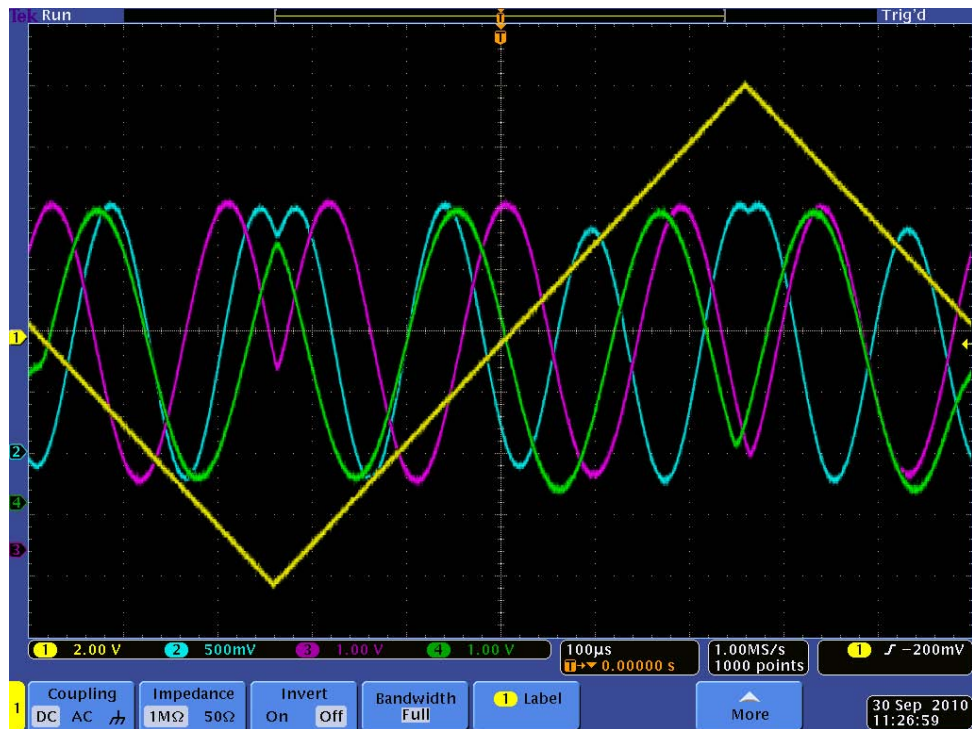 Tek Run Trig'd
T
T
1
2
4
3
1 2.00 V 2 500mV 3 1.00 V 4 1.00 V
100µs
T→▼ 0.00000 s
1.00MS/s
1000 points
1 ∫ −200mV
1
Coupling
DC AC
Impedance
1MΩ 50Ω
Invert
On Off
Bandwidth
Full
1 Label
More
30 Sep 2010
11:26:59